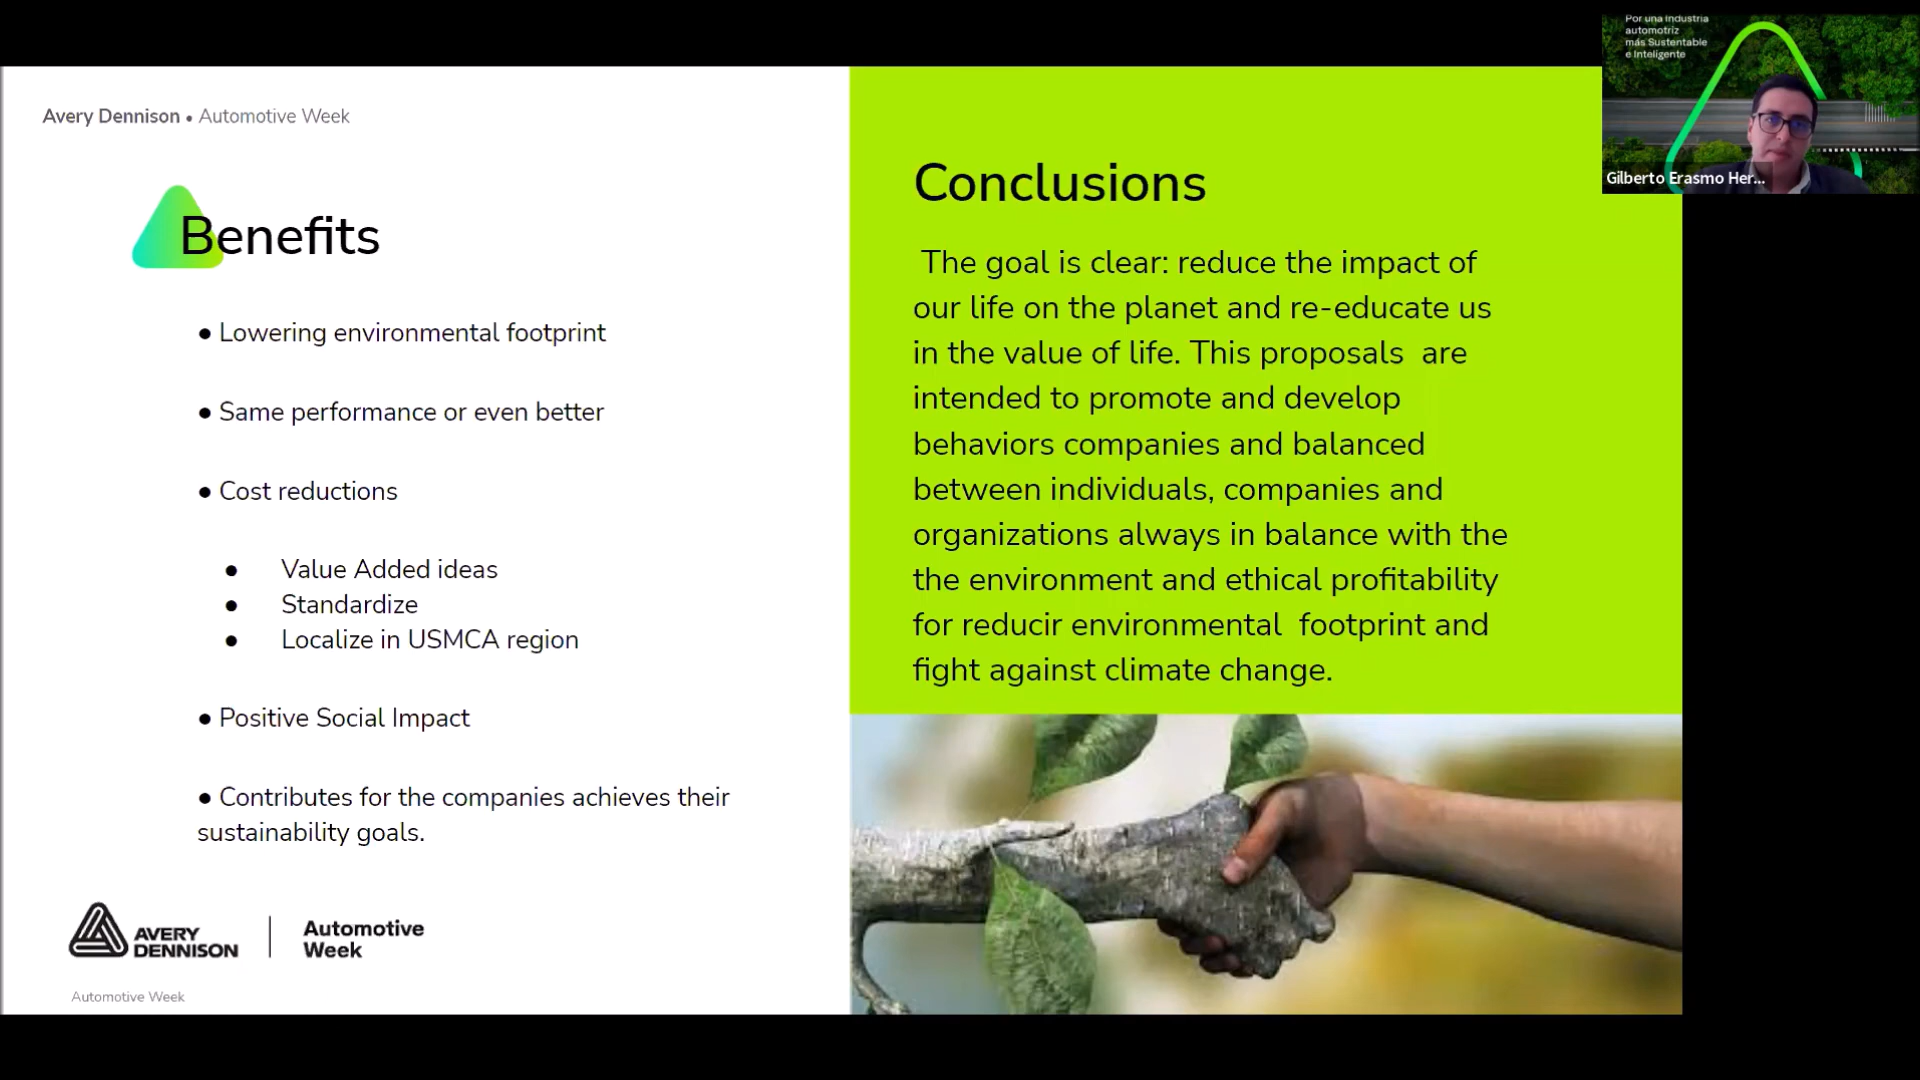 Avery Dennison • Automotive Week
Benefits
● Lowering environmental footprint
● Same performance or even better
● Cost reductions
● Value Added ideas
● Standardize
● Localize in USMCA region
● Positive Social Impact
● Contributes for the companies achieves their
sustainability goals.
AVERY
DENNISON
Automotive
Week
Automotive Week
Conclusions
The goal is clear: reduce the impact of
our life on the planet and re-educate us
in the value of life. This proposals  are
intended to promote and develop
behaviors companies and balanced
between individuals, companies and
organizations always in balance with the
the environment and ethical profitability
for reducir environmental  footprint and
fight against climate change.
Por una Industria
automotriz
más Sustentable
e Inteligente
Gilberto Erasmo Her...